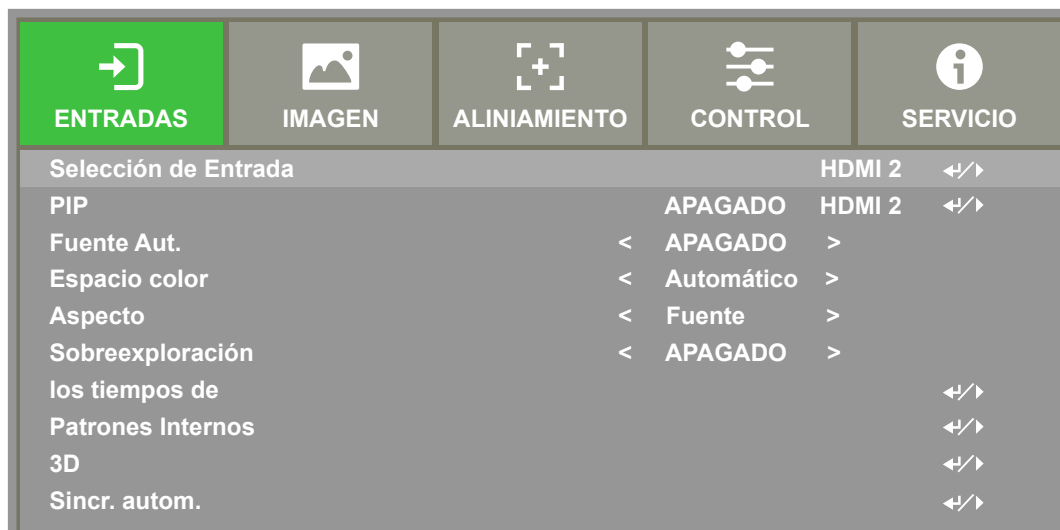 ENTRADAS IMAGEN ALINIAMIENTO CONTROL SERVICIO
Selección de Entrada HDMI 2
PIP APAGADO HDMI 2
Fuente Aut. < APAGADO >
Espacio color < Automático >
Aspecto < Fuente >
Sobreexploración < APAGADO >
los tiempos de
Patrones Internos
3D
Sincr. autom.